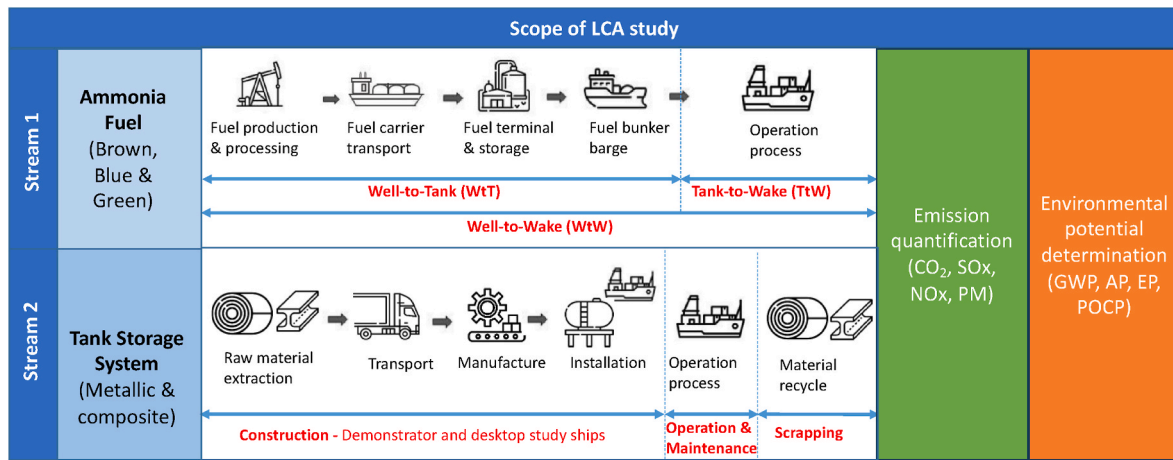 Scope of LCA study
Stream 1
Ammonia
Fuel
(Brown,
Blue &
Green)
Fuel production
& processing
Fuel carrier
transport
Fuel terminal
& storage
Fuel bunker
barge
Operation
process
Well-to-Tank (WtT)
Tank-to-Wake (TtW)
Well-to-Wake (WtW)
Stream 2
Tank Storage
System
(Metallic &
composite)
Raw material
extraction
Transport
Manufacture
Installation
Operation
process
Material
recycle
Construction - Demonstrator and desktop study ships
Operation &
Maintenance
Scrapping
Emission
quantification
(CO₂, SOx,
NOx, PM)
Environmental
potential
determination
(GWP, AP, EP,
POCP)